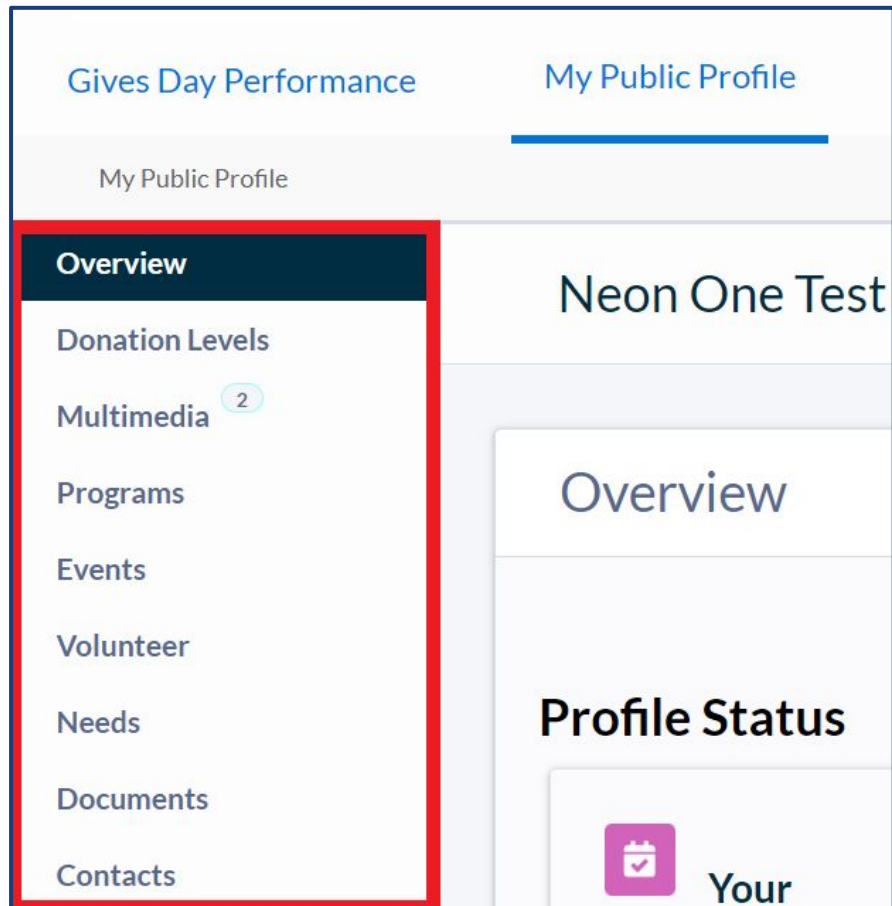 Gives Day Performance
My Public Profile
My Public Profile
Overview
Donation Levels
Multimedia 2
Programs
Events
Volunteer
Needs
Documents
Contacts
Neon One Test
Overview
Profile Status
Your